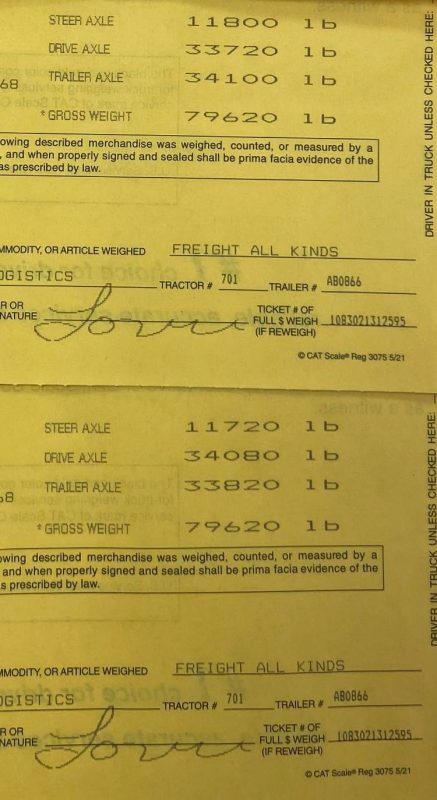 STEER AXLE 11800 lb
DRIVE AXLE 33720 lb
TRAILER AXLE 34100 lb
68
* GROSS WEIGHT 79620 lb
owing described merchandise was weighed, counted, or measured by a
, and when properly signed and sealed shall be prima facia evidence of the
as prescribed by law.
DRIVER IN TRUCK UNLESS CHECKED HERE:
MMODITY, OR ARTICLE WEIGHED FREIGHT ALL KINDS
OGISTICS TRACTOR # 701 TRAILER # AB0866
R OR
NATURE
TICKET # OF
FULL $ WEIGH 1083021312595
(IF REWEIGH)
© CAT Scale® Reg 3075 5/21
STEER AXLE 11720 lb
DRIVE AXLE 34080 lb
TRAILER AXLE 33820 lb
68
* GROSS WEIGHT 79620 lb
owing described merchandise was weighed, counted, or measured by a
and when properly signed and sealed shall be prima facia evidence of the
s prescribed by law.
DRIVER IN TRUCK UNLESS CHECKED HERE:
MMODITY, OR ARTICLE WEIGHED FREIGHT ALL KINDS
OGISTICS TRACTOR # 701 TRAILER # AB0866
R OR
NATURE
TICKET # OF
FULL $ WEIGH 1083021312595
(IF REWEIGH)
© CAT Scale® Reg 3075 5/21